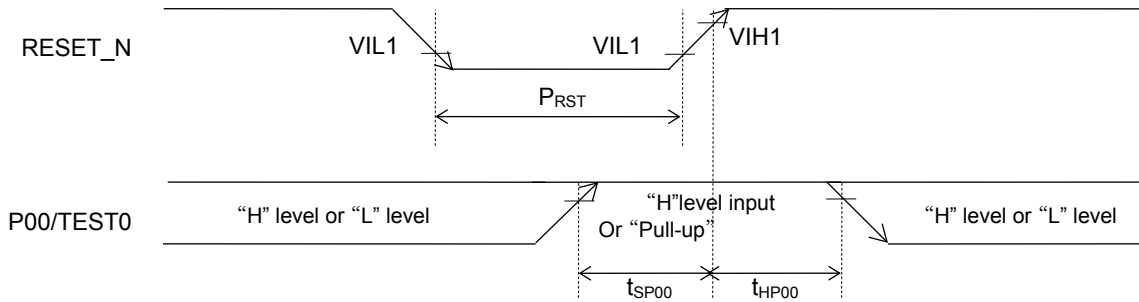 RESET_N
VIL1
VIL1
VIH1
PRST
P00/TEST0
“H” level or “L” level
“H”level input
Or “Pull-up”
“H” level or “L” level
tSP00
tHP00